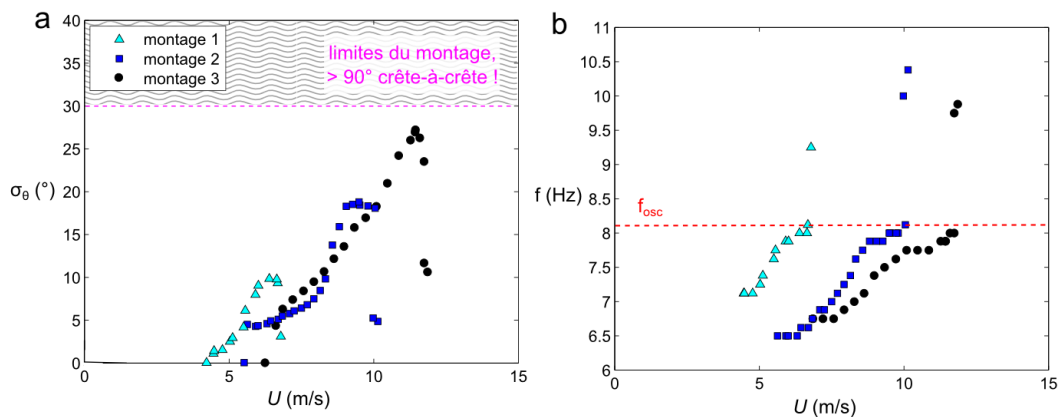 a
40
35
30
25
20
15
10
5
0
σθ (°)
montage 1
montage 2
montage 3
limites du montage,
> 90° crête-à-crête !
0 5 10 15
U (m/s)
b
11
10.5
10
9.5
9
8.5
8
7.5
7
6.5
6
f (Hz)
fosc
0 5 10 15
U (m/s)